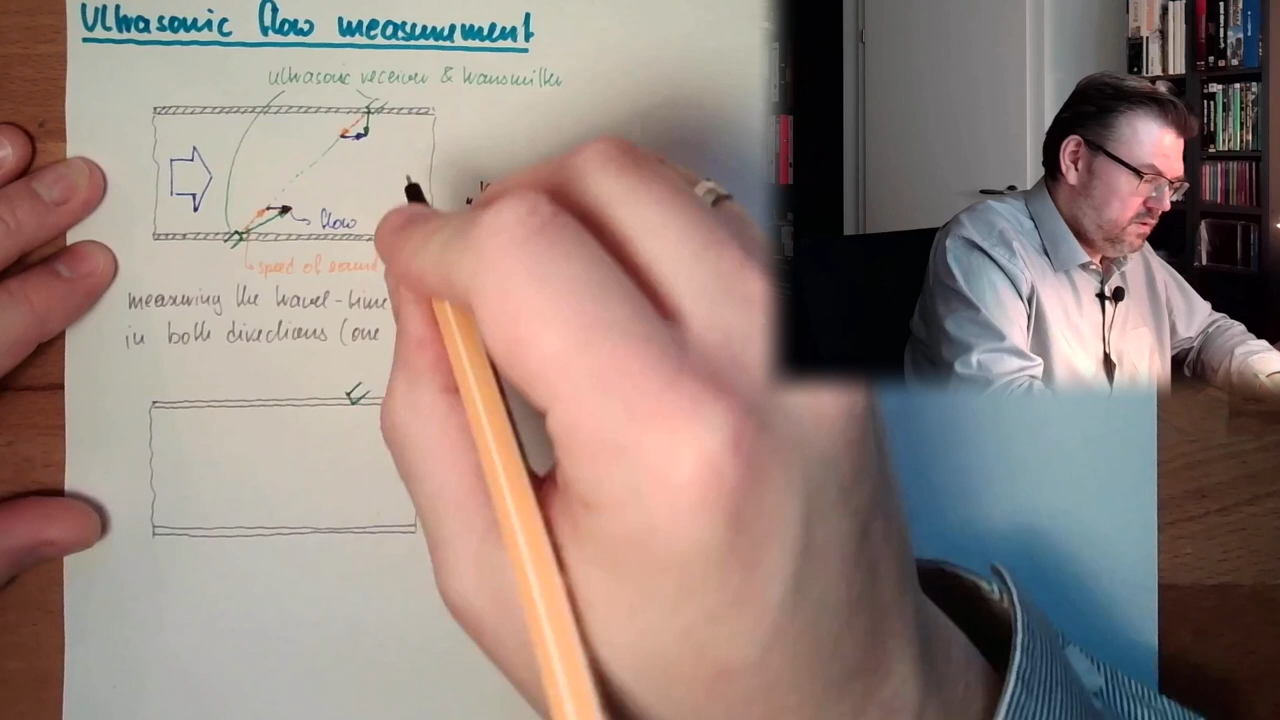 Ultrasonic flow measurement
ultrasonic receiver & transmitter
flow
speed of sound
measuring the travel-time
in both directions (one